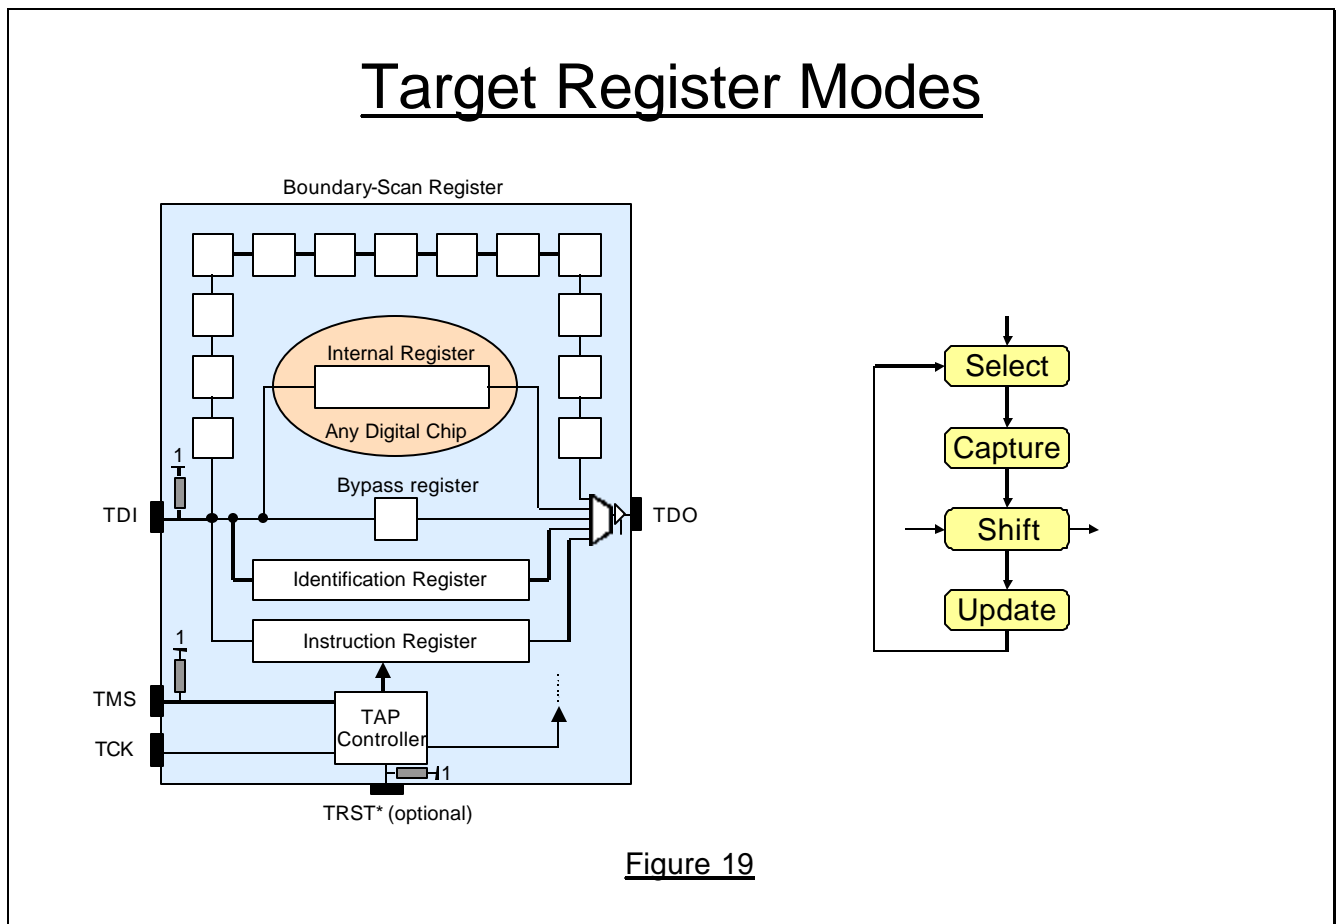 Target Register Modes
Boundary-Scan Register
Internal Register
Any Digital Chip
1
Bypass register
TDI
TDO
Identification Register
1
Instruction Register
TMS
TAP
Controller
TCK
1
TRST* (optional)
Select
Capture
Shift
Update
Figure 19